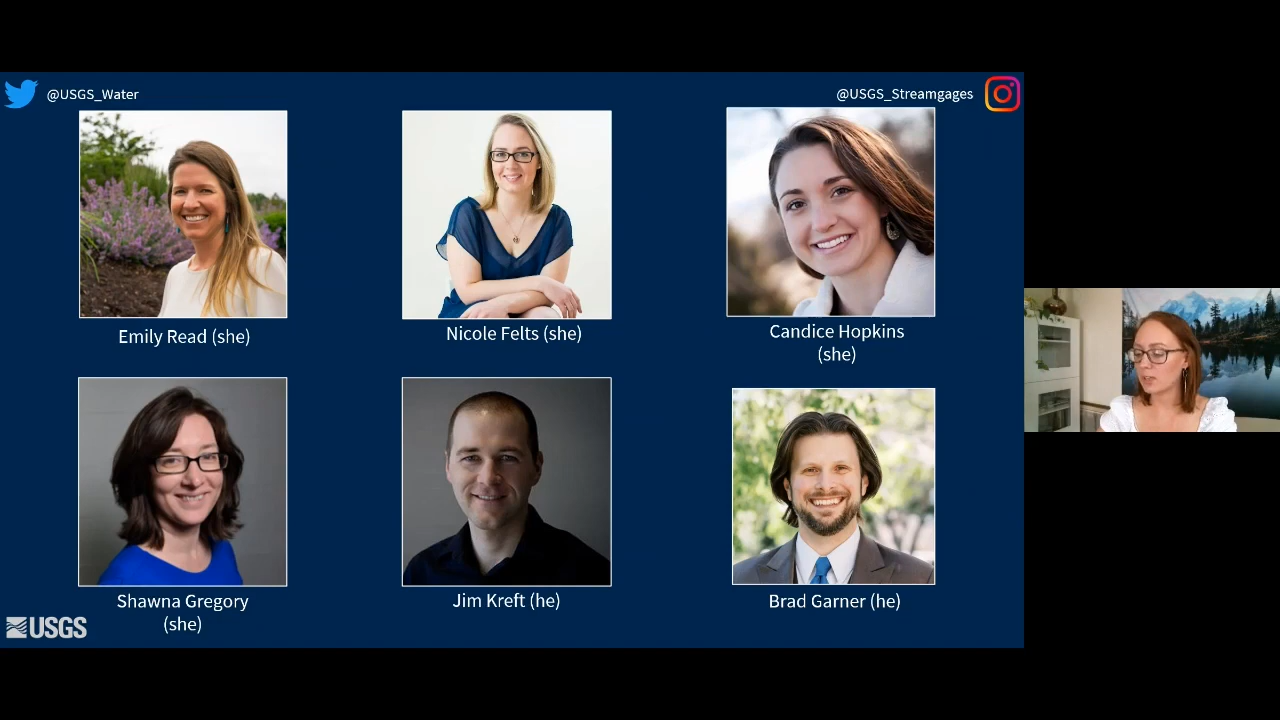 @USGS_Water
@USGS_Streamgages
Emily Read (she)
Nicole Felts (she)
Candice Hopkins
(she)
Shawna Gregory
(she)
Jim Kreft (he)
Brad Garner (he)
USGS